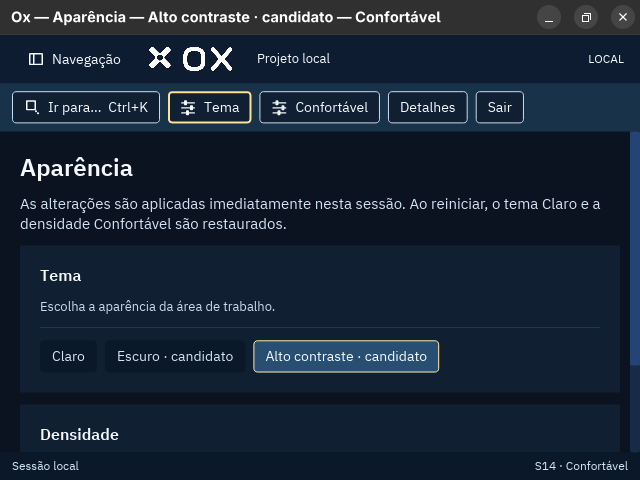 Ox — Aparência — Alto contraste · candidato — Confortável
Navegação OX Projeto local LOCAL
Ir para... Ctrl+K Tema Confortável Detalhes Sair
Aparência
As alterações são aplicadas imediatamente nesta sessão. Ao reiniciar, o tema Claro e a
densidade Confortável são restaurados.
Tema
Escolha a aparência da área de trabalho.
Claro Escuro · candidato Alto contraste · candidato
Densidade
Sessão local S14 · Confortável